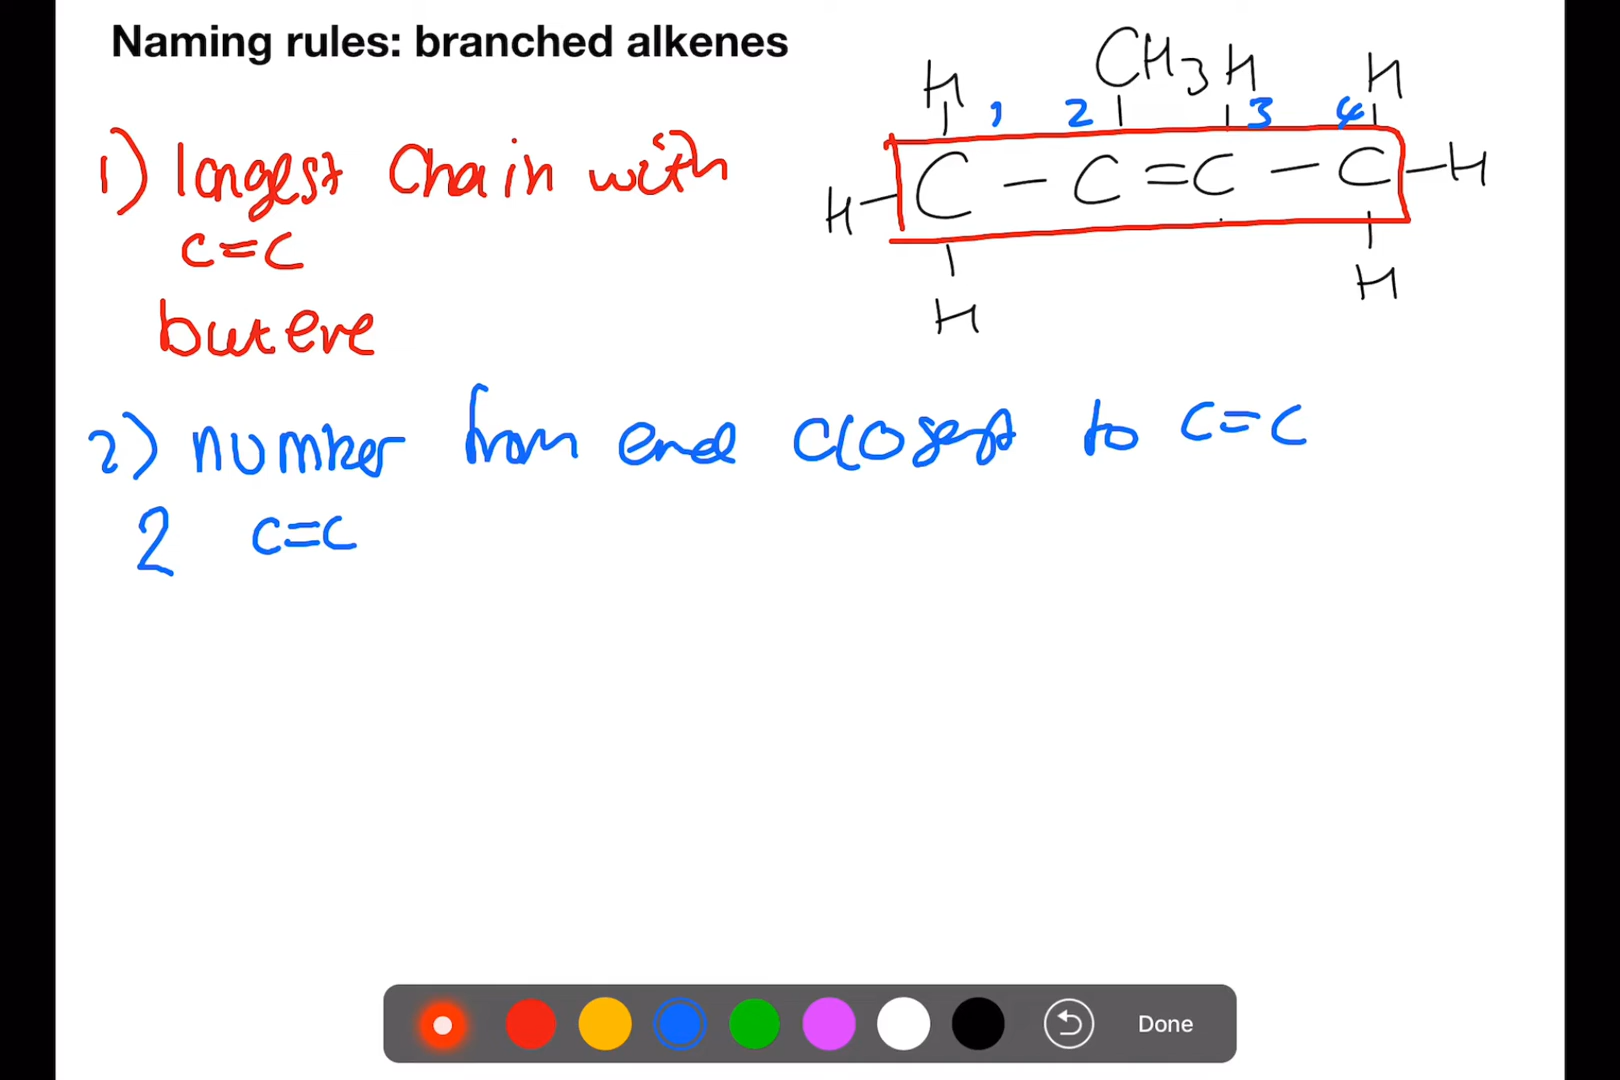 Naming rules: branched alkenes
CH3
H H H
1 2 3 4
H C - C = C - C H
H H
1) longest Chain with
C=C
butene
2) number from end closest to C=C
2 C=C
Done